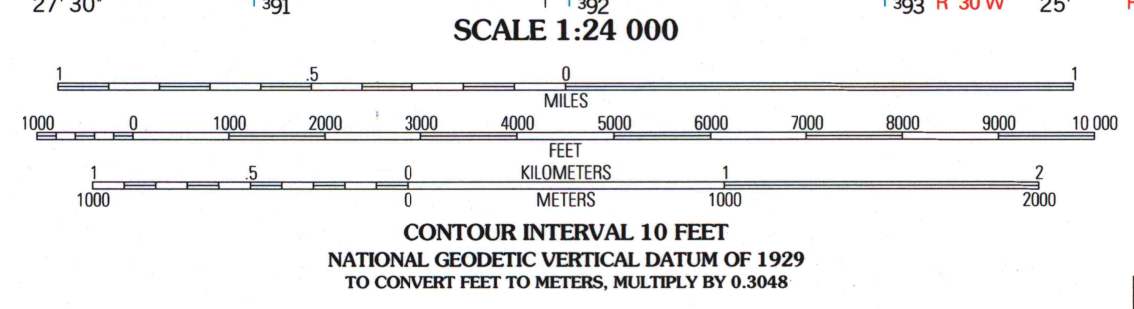 27' 30" 391 392 393 R 30 W 25'
SCALE 1:24 000
1 .5 0 1
MILES
1000 0 1000 2000 3000 4000 5000 6000 7000 8000 9000 10 000
FEET
1 .5 0 KILOMETERS 1 2
1000 0 METERS 1000 2000
CONTOUR INTERVAL 10 FEET
NATIONAL GEODETIC VERTICAL DATUM OF 1929
TO CONVERT FEET TO METERS, MULTIPLY BY 0.3048